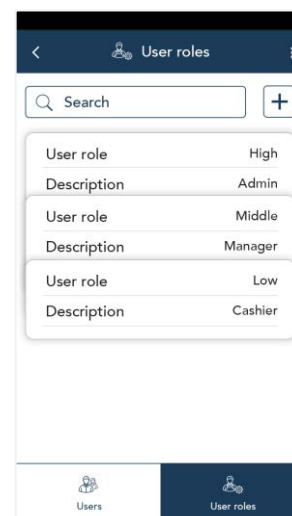 User roles
Search
User role High
Description Admin
User role Middle
Description Manager
User role Low
Description Cashier
Users User roles